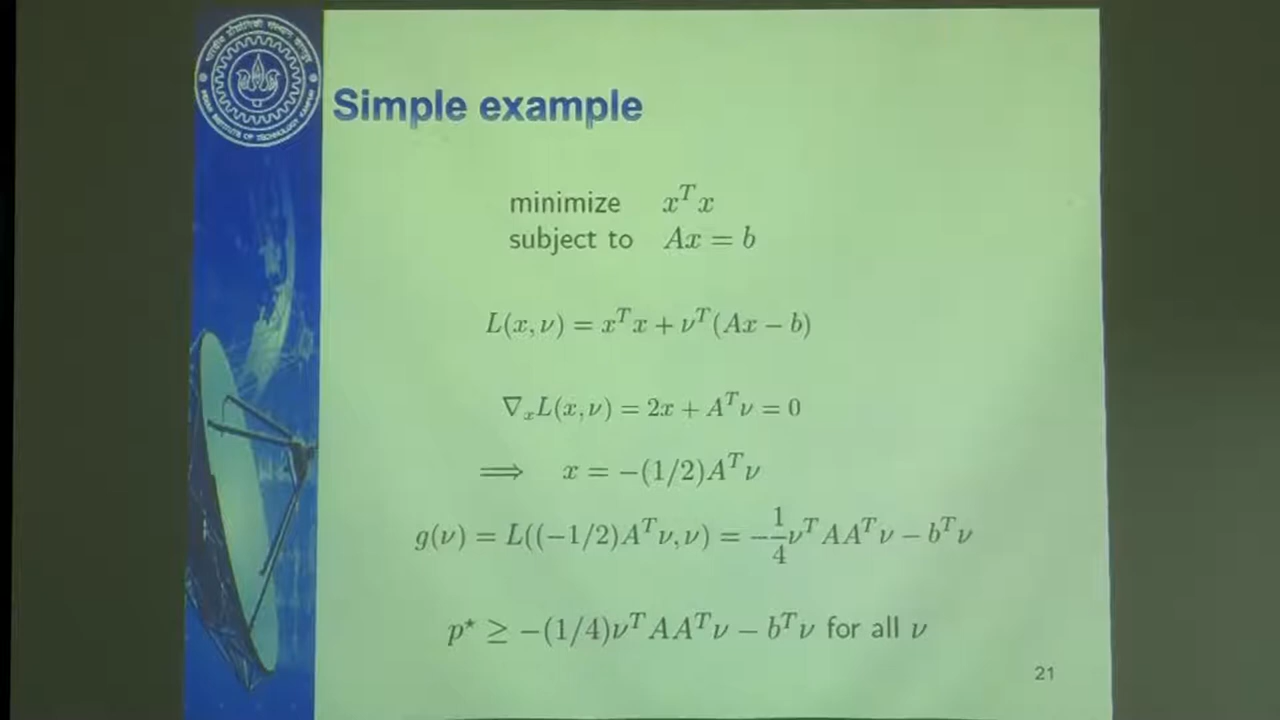 Simple example
minimize x^T x
subject to Ax = b
L(x, ν) = x^T x + ν^T (Ax − b)
∇_x L(x, ν) = 2x + A^T ν = 0
⟹ x = −(1/2)A^T ν
g(ν) = L((−1/2)A^T ν, ν) = −\frac{1}{4}ν^T AA^T ν − b^T ν
p* ≥ −(1/4)ν^T AA^T ν − b^T ν for all ν
21